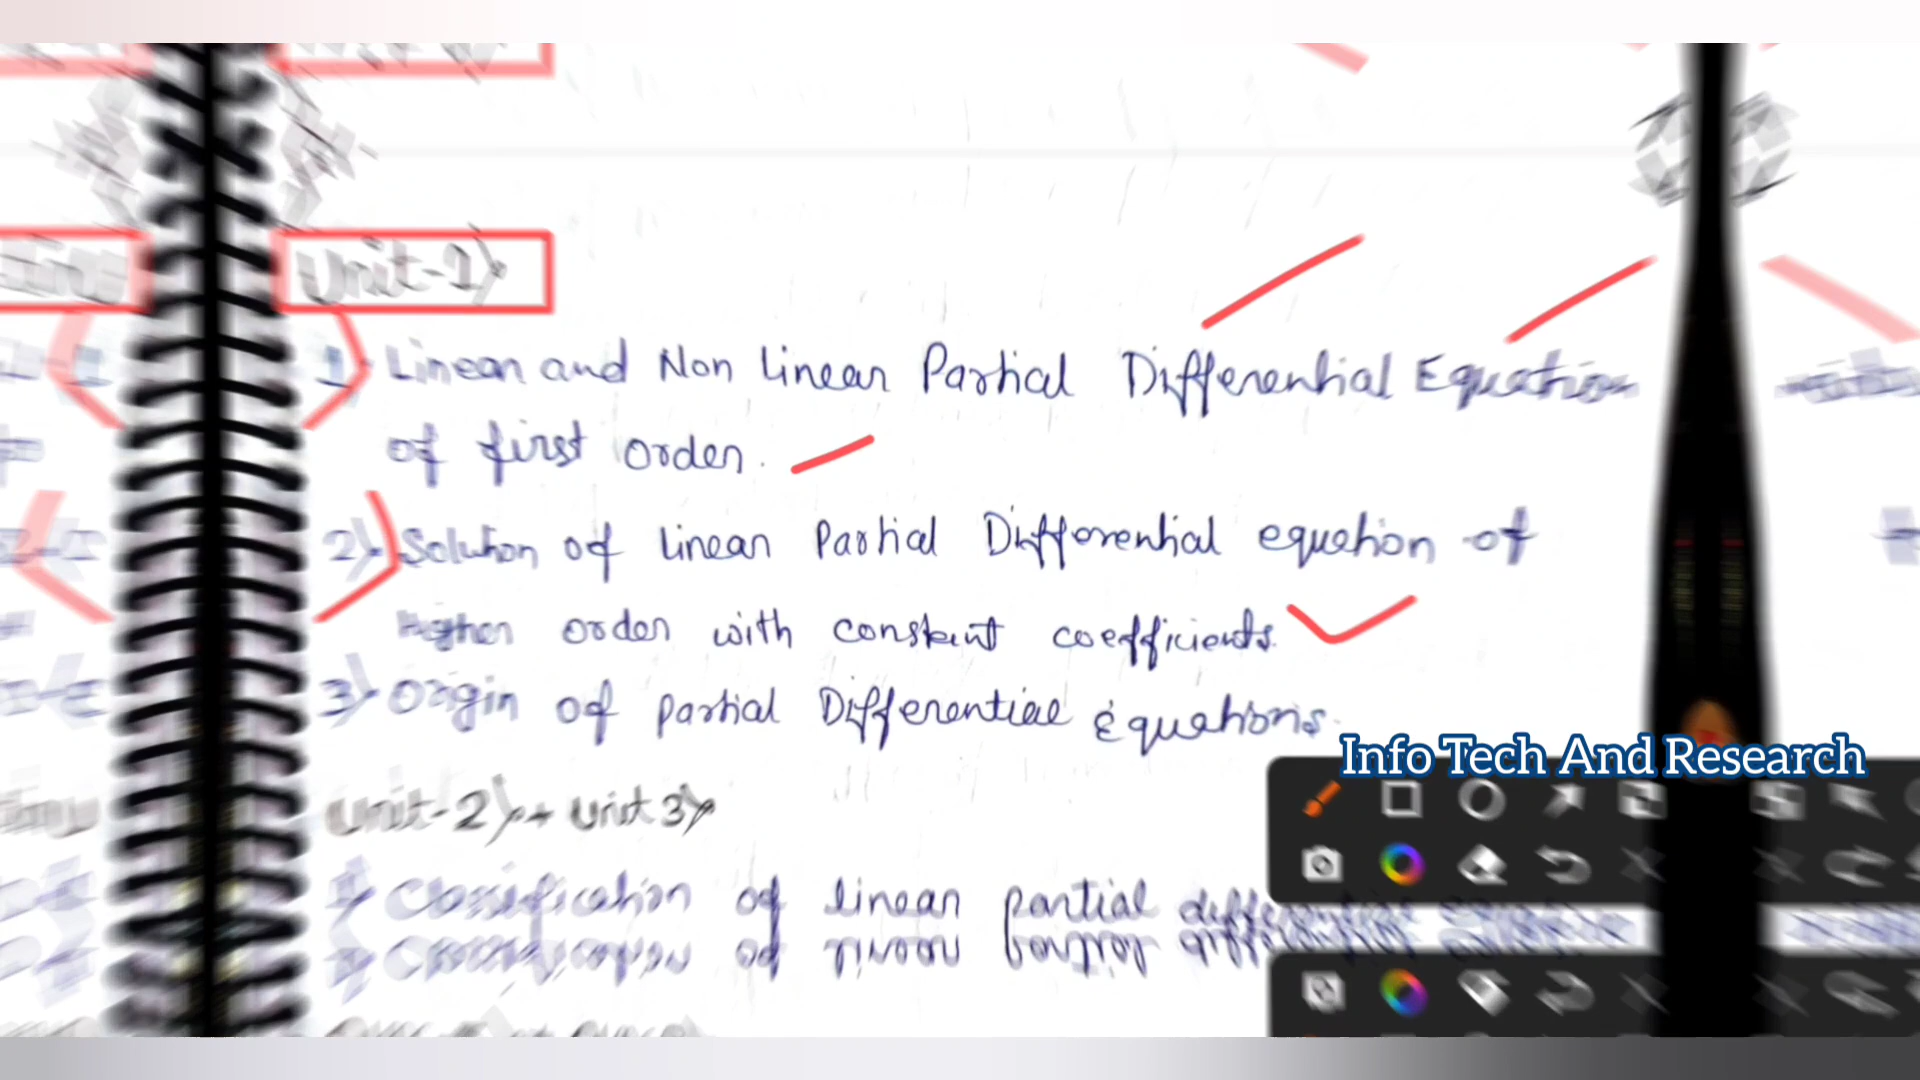 Unit-1)
1) Linear and Non linear Partial Differential Equation
of first order.
2) Solution of linear Partial Differential equation of
Higher order with constant coefficients.
3) Origin of partial Differential Equations.
Info Tech And Research
Unit-2) + Unit 3)
1) Classification of linear partial